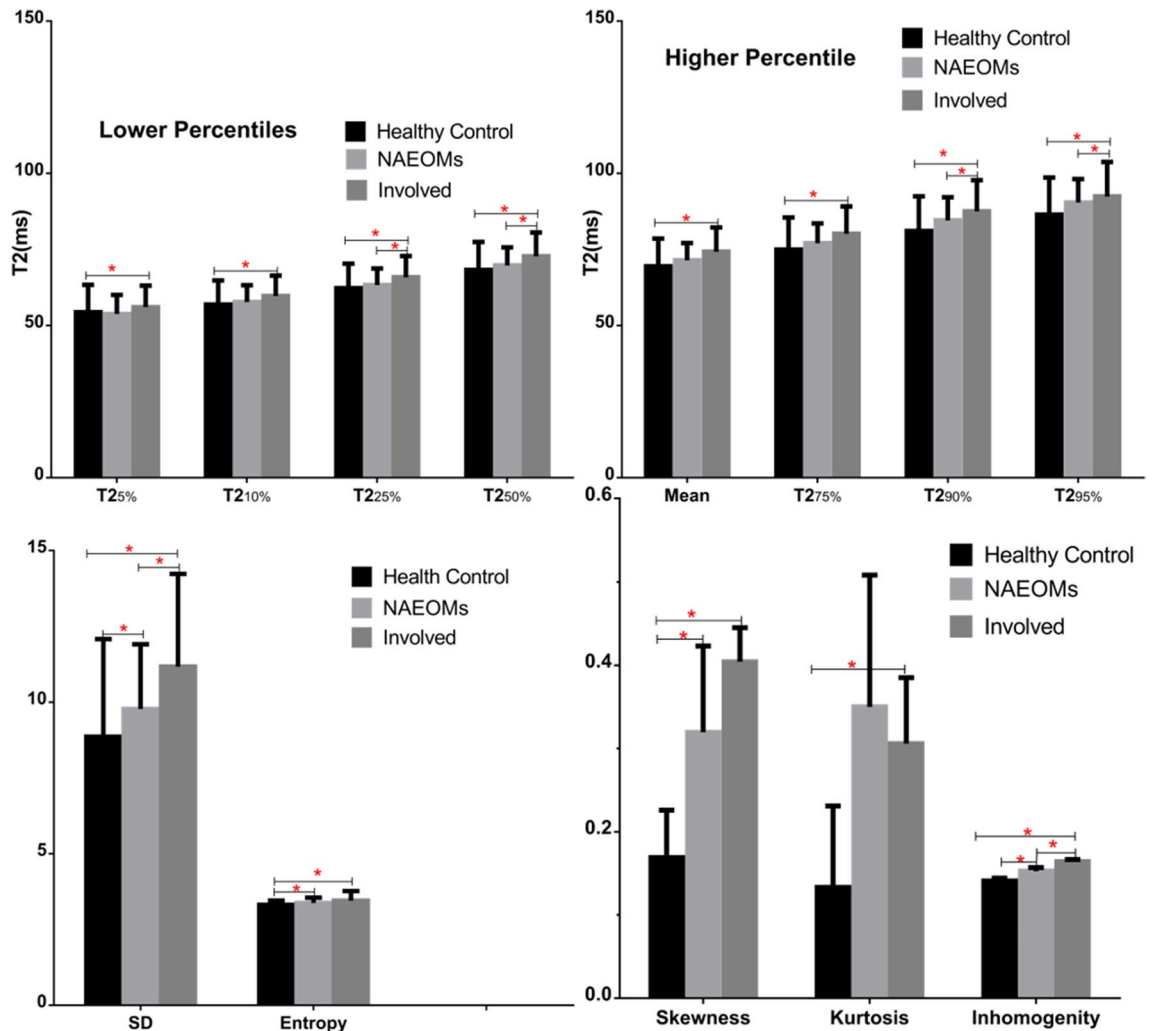 150
Lower Percentiles
Healthy Control
NAEOMs
Involved
100
T2(ms)
* * * * * *
50
0
T25% T210% T225% T250%
150
Higher Percentile
Healthy Control
NAEOMs
Involved
100
T2(ms)
* * * * * *
50
0
Mean T275% T290% T295%
15
Health Control
NAEOMs
Involved
* * *
10
5
* *
0
SD Entropy
0.6
Healthy Control
NAEOMs
Involved
* *
0.4
*
0.2
* * *
0.0
Skewness Kurtosis Inhomogenity